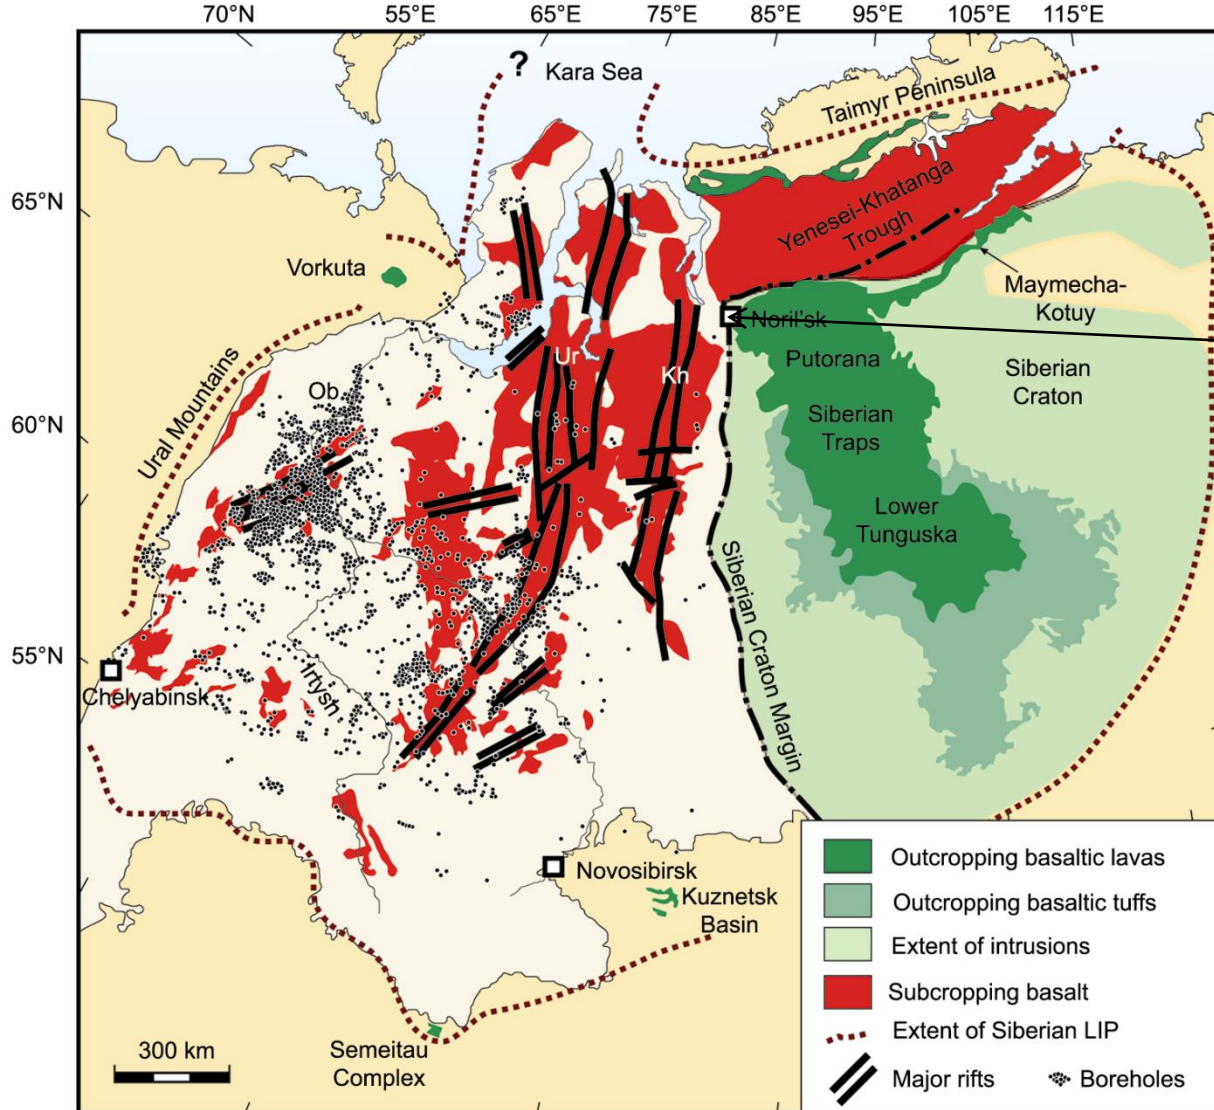 70°N 55°E 65°E 75°E 85°E 95°E 105°E 115°E
?
Kara Sea
Taimyr Peninsula
65°N
Yenesei-Khatanga
Trough
Vorkuta
Maymecha-
Kotuy
Noril'sk
Ur
Putorana
Kh
Siberian
Craton
Ural Mountains
Ob
Siberian
Traps
60°N
Lower
Tunguska
Siberian Craton Margin
55°N
Chelyabinsk
Irtysh
Novosibirsk
Kuznetsk
Basin
Semeitau
Complex
300 km
Outcropping basaltic lavas
Outcropping basaltic tuffs
Extent of intrusions
Subcropping basalt
Extent of Siberian LIP
Major rifts
Boreholes